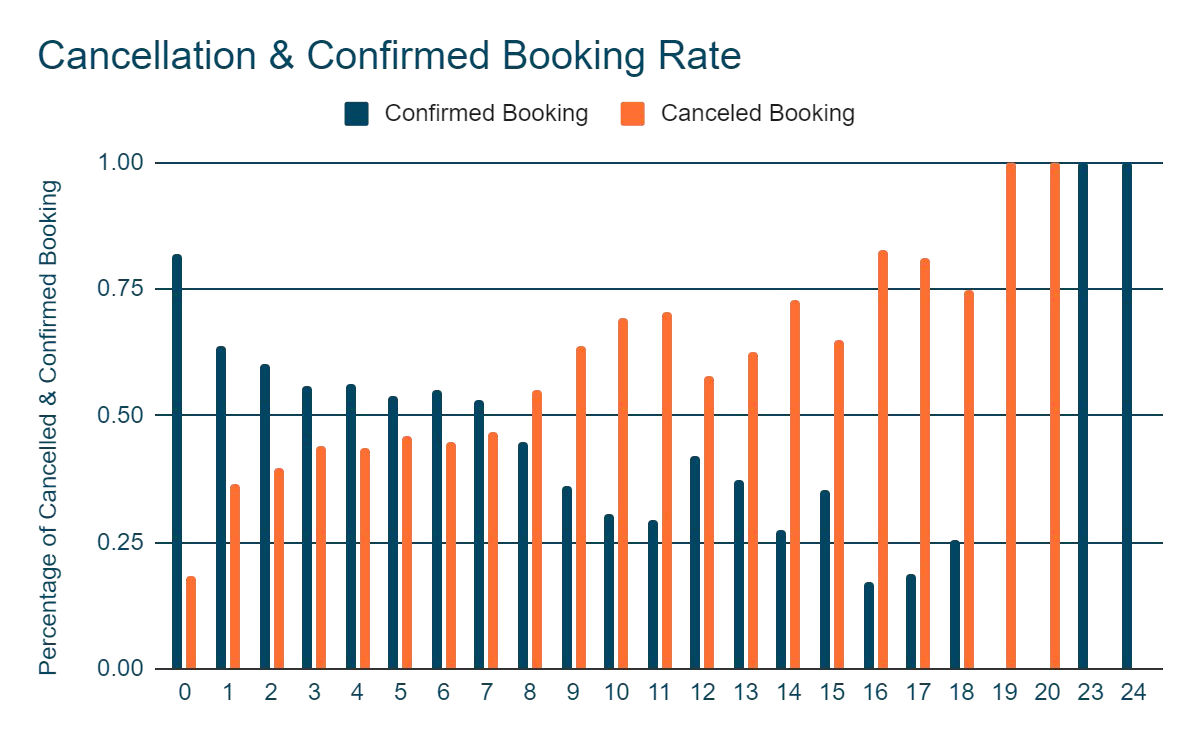 Cancellation & Confirmed Booking Rate
Confirmed Booking Canceled Booking
Percentage of Cancelled & Confirmed Booking
1.00
0.75
0.50
0.25
0.00
0 1 2 3 4 5 6 7 8 9 10 11 12 13 14 15 16 17 18 19 20 23 24